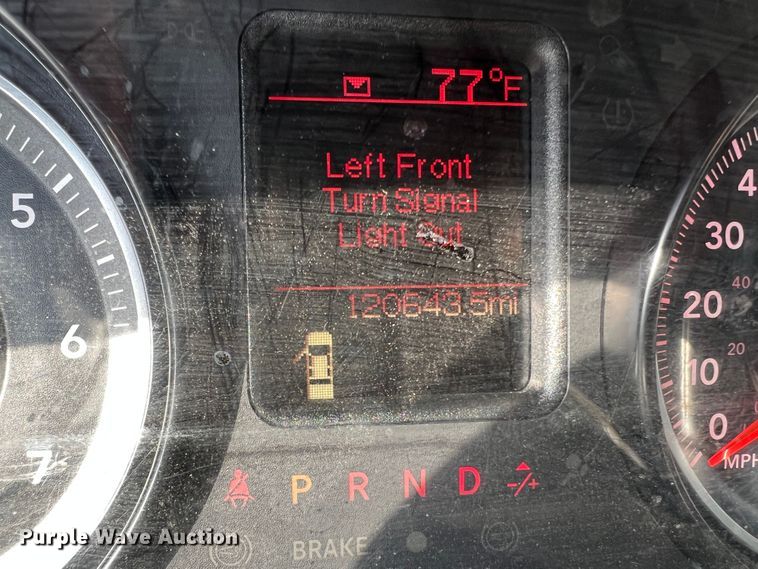 77°F
Left Front
Turn Signal
Light Out
120643.5mi
5
6
7
40
30
20
10
0
20
MPH
P R N D -/+
BRAKE
Purple Wave Auction